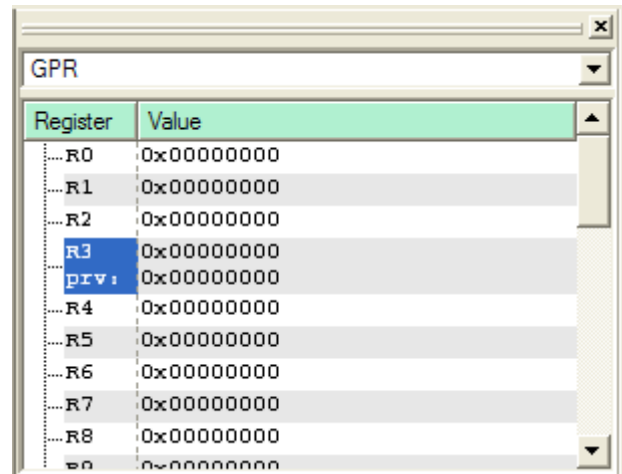 GPR
Register Value
R0 0x00000000
R1 0x00000000
R2 0x00000000
R3 0x00000000
prv: 0x00000000
R4 0x00000000
R5 0x00000000
R6 0x00000000
R7 0x00000000
R8 0x00000000